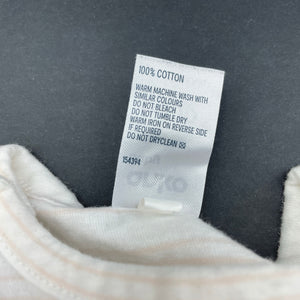 100% COTTON
WARM MACHINE WASH WITH
SIMILAR COLOURS
DO NOT BLEACH
DO NOT TUMBLE DRY
WARM IRON ON REVERSE SIDE
IF REQUIRED
DO NOT DRYCLEAN
154394